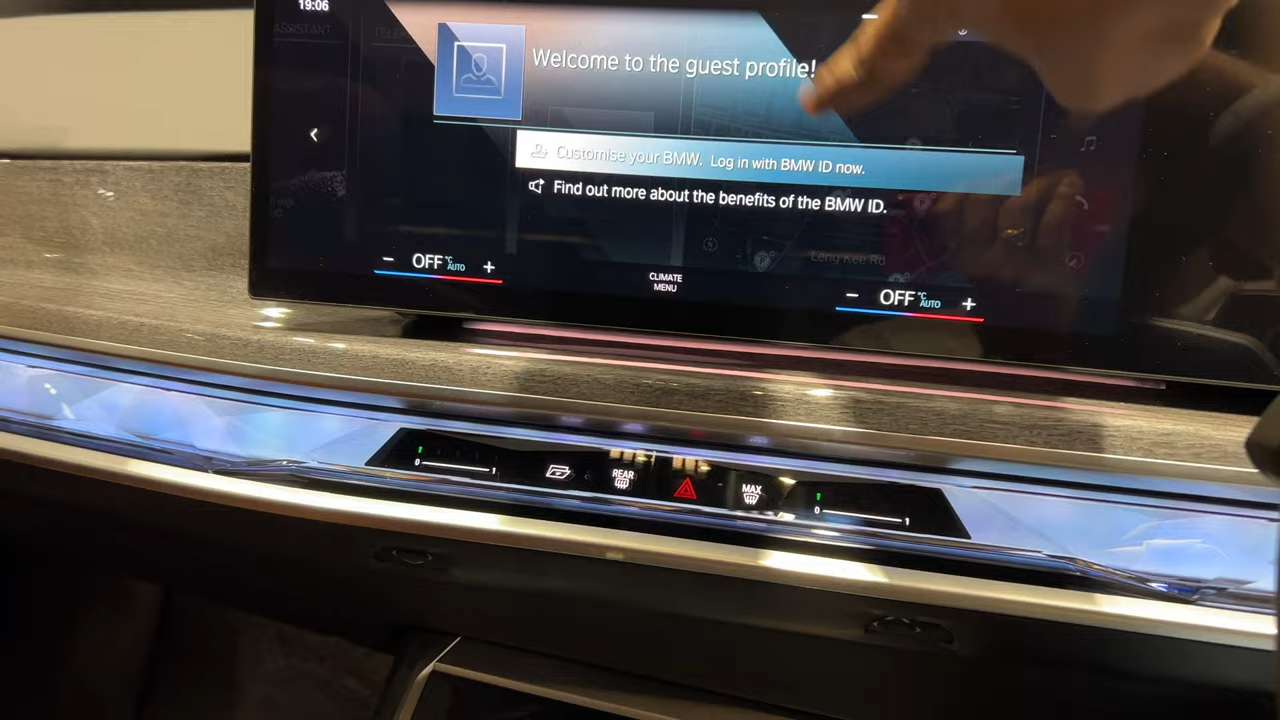 19:06
ASSISTANT
Welcome to the guest profile!
Customise your BMW. Log in with BMW ID now.
Find out more about the benefits of the BMW ID.
Leng Kee Rd
- OFF °C AUTO +
CLIMATE
MENU
- OFF °C AUTO +
0 1
REAR
MAX
0 1